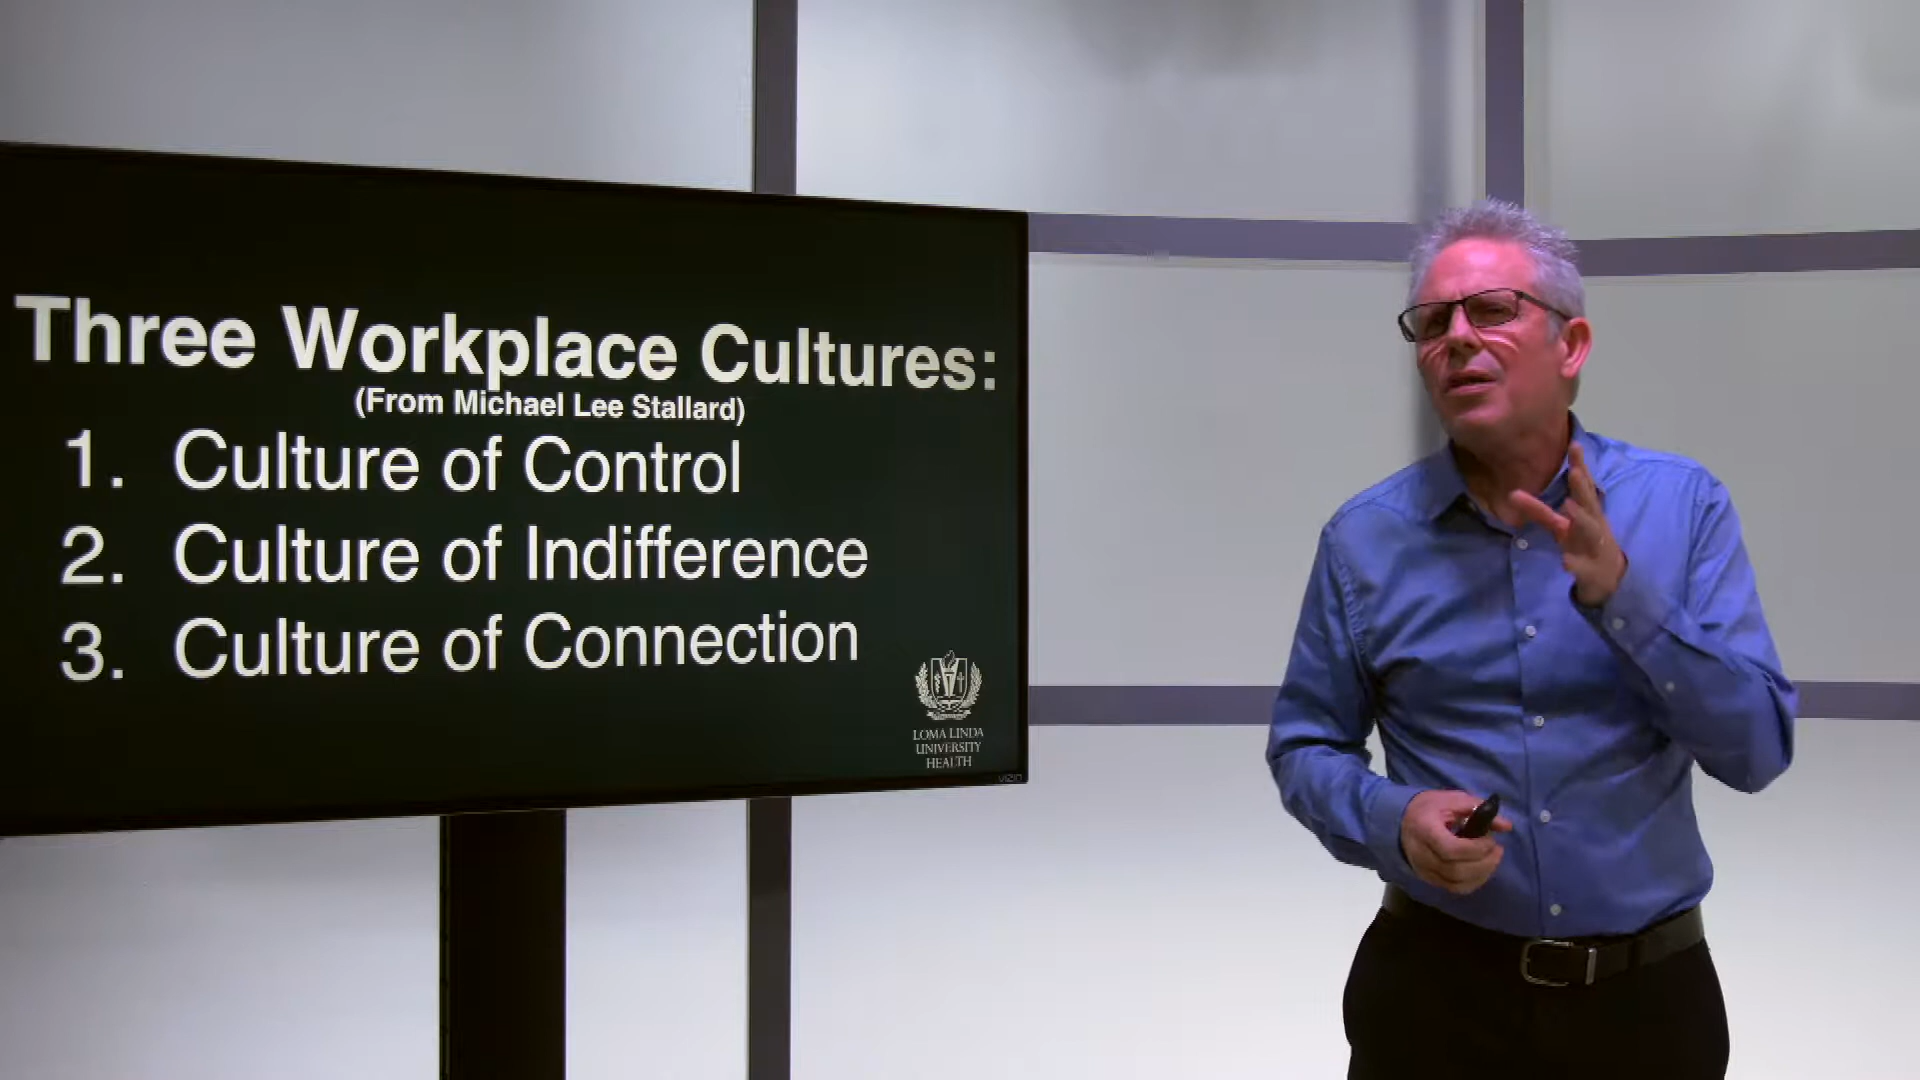 Three Workplace Cultures:
(From Michael Lee Stallard)
1. Culture of Control
2. Culture of Indifference
3. Culture of Connection
LOMA LINDA
UNIVERSITY
HEALTH
VIZIO